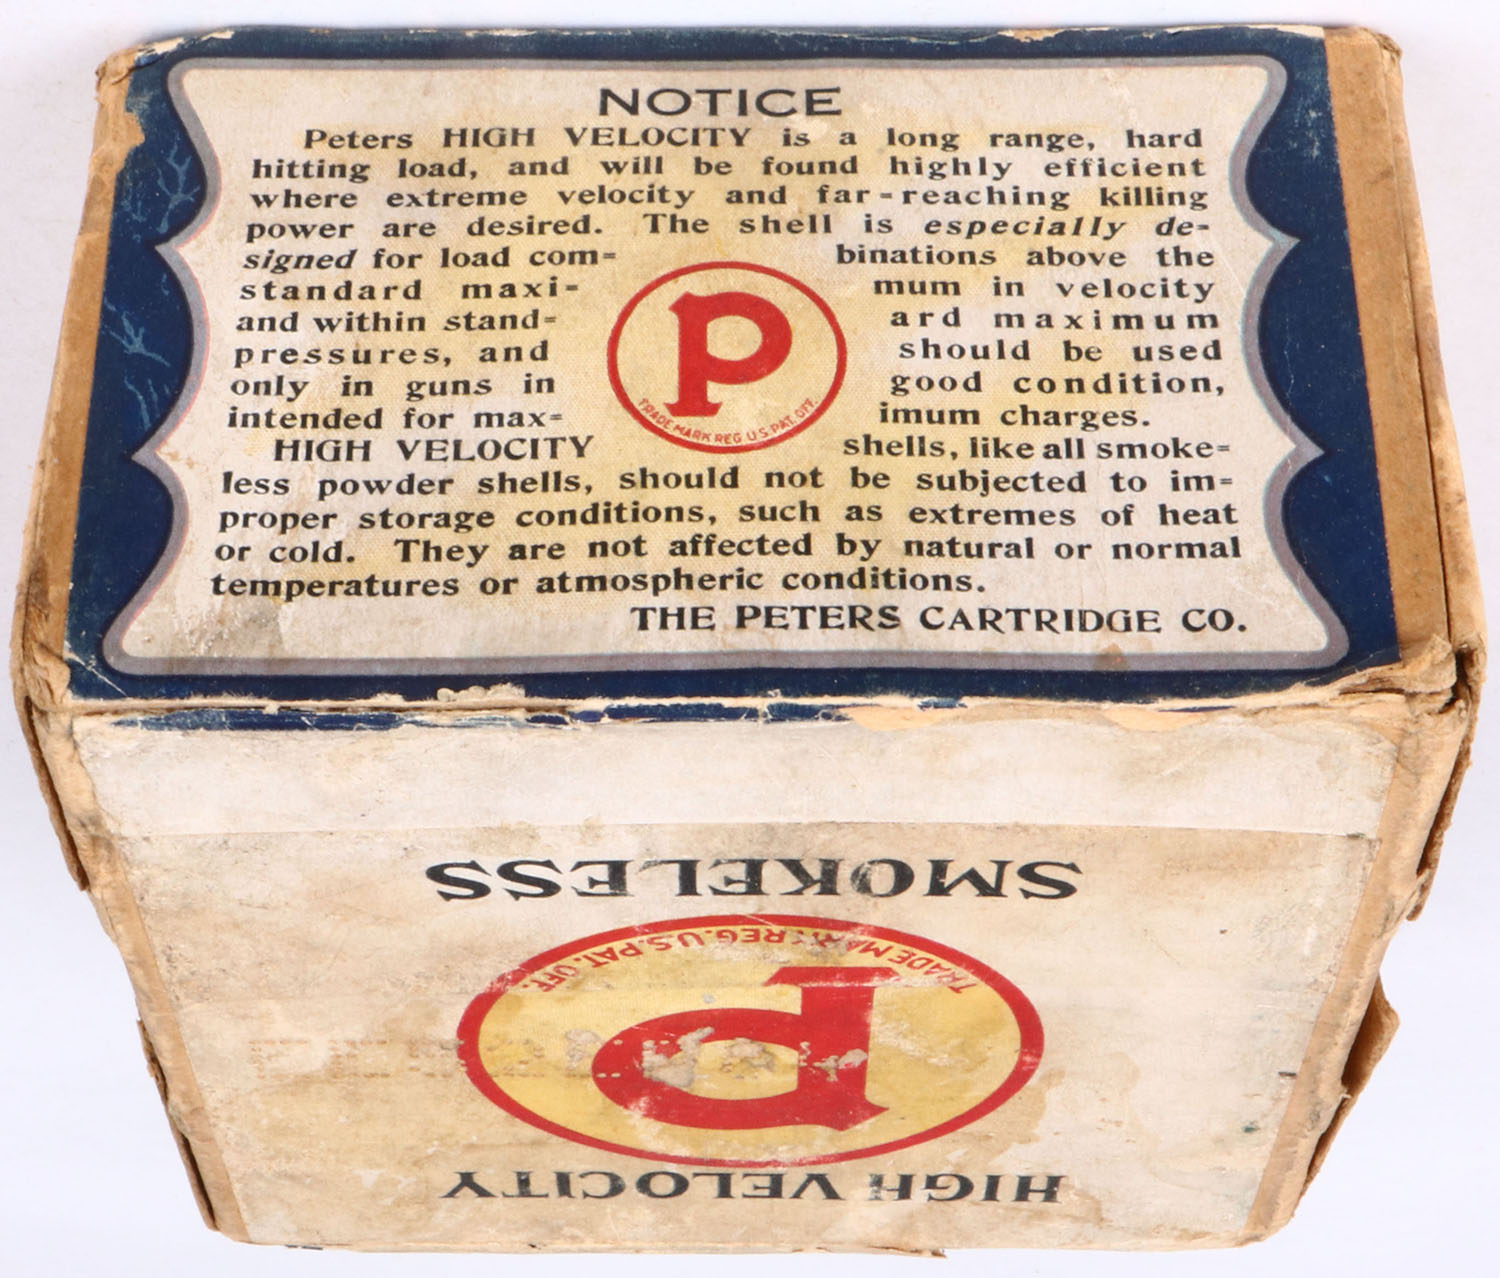 NOTICE
Peters HIGH VELOCITY is a long range, hard
hitting load, and will be found highly efficient
where extreme velocity and far-reaching killing
power are desired. The shell is especially de-
signed for load com- binations above the
standard maxi- mum in velocity
and within stand- ard maximum
pressures, and should be used
only in guns in good condition,
intended for max- imum charges.
HIGH VELOCITY shells, like all smoke-
less powder shells, should not be subjected to im-
proper storage conditions, such as extremes of heat
or cold. They are not affected by natural or normal
temperatures or atmospheric conditions.
THE PETERS CARTRIDGE CO.
P
TRADE MARK REG. U.S. PAT. OFF.
HIGH VELOCITY
P
TRADE MARK REG. U.S. PAT. OFF.
SMOKELESS